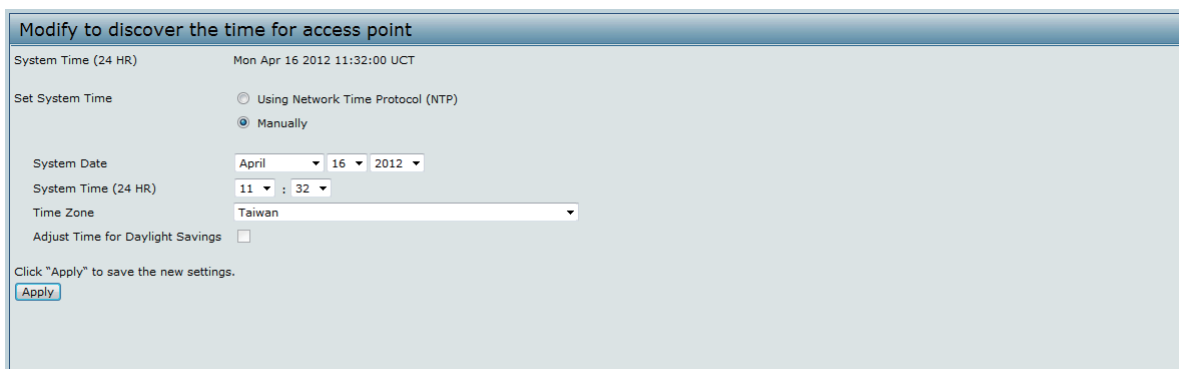 Modify to discover the time for access point
System Time (24 HR) Mon Apr 16 2012 11:32:00 UCT
Set System Time Using Network Time Protocol (NTP)
Manually
System Date April 16 2012
System Time (24 HR) 11 : 32
Time Zone Taiwan
Adjust Time for Daylight Savings
Click "Apply" to save the new settings.
Apply